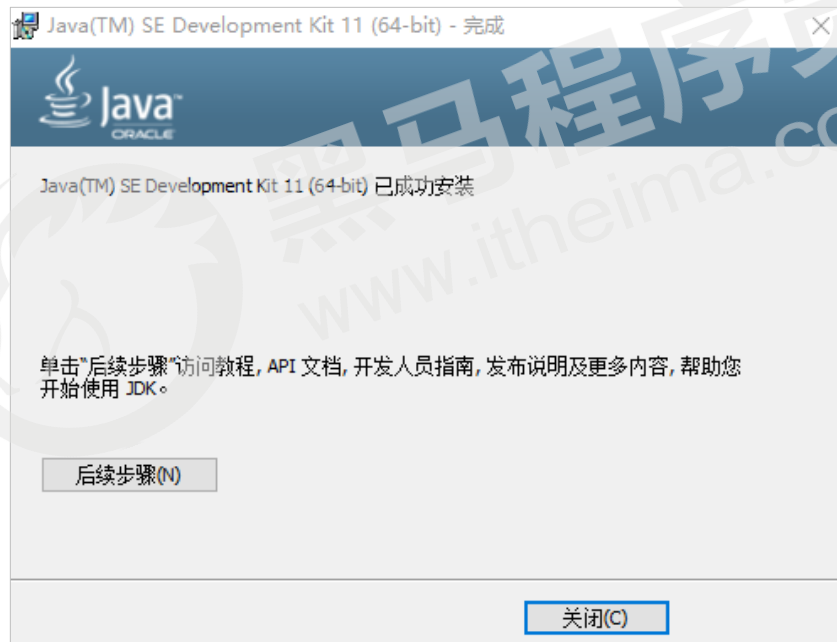 Java(TM) SE Development Kit 11 (64-bit) - 完成
Java™
ORACLE
Java(TM) SE Development Kit 11 (64-bit) 已成功安装
黑马程序员
www.itheima.co
单击“后续步骤”访问教程, API 文档, 开发人员指南, 发布说明及更多内容, 帮助您
开始使用 JDK。
后续步骤(N)
关闭(C)